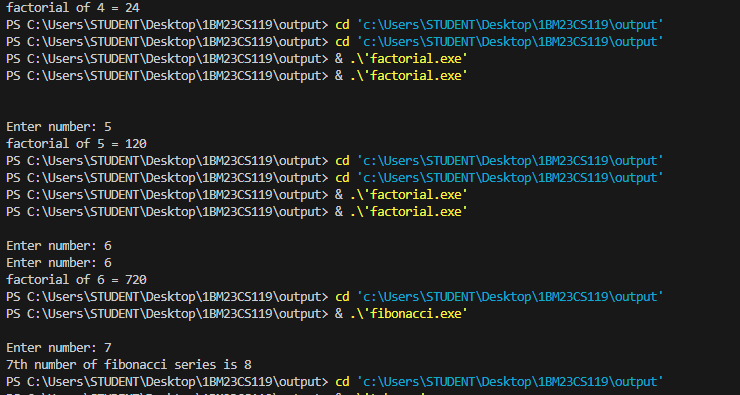 factorial of 4 = 24
PS C:\Users\STUDENT\Desktop\1BM23CS119\output> cd 'c:\Users\STUDENT\Desktop\1BM23CS119\output'
PS C:\Users\STUDENT\Desktop\1BM23CS119\output> cd 'c:\Users\STUDENT\Desktop\1BM23CS119\output'
PS C:\Users\STUDENT\Desktop\1BM23CS119\output> & .\'factorial.exe'
PS C:\Users\STUDENT\Desktop\1BM23CS119\output> & .\'factorial.exe'
Enter number: 5
factorial of 5 = 120
PS C:\Users\STUDENT\Desktop\1BM23CS119\output> cd 'c:\Users\STUDENT\Desktop\1BM23CS119\output'
PS C:\Users\STUDENT\Desktop\1BM23CS119\output> cd 'c:\Users\STUDENT\Desktop\1BM23CS119\output'
PS C:\Users\STUDENT\Desktop\1BM23CS119\output> & .\'factorial.exe'
PS C:\Users\STUDENT\Desktop\1BM23CS119\output> & .\'factorial.exe'
Enter number: 6
Enter number: 6
factorial of 6 = 720
PS C:\Users\STUDENT\Desktop\1BM23CS119\output> cd 'c:\Users\STUDENT\Desktop\1BM23CS119\output'
PS C:\Users\STUDENT\Desktop\1BM23CS119\output> & .\'fibonacci.exe'
Enter number: 7
7th number of fibonacci series is 8
PS C:\Users\STUDENT\Desktop\1BM23CS119\output> cd 'c:\Users\STUDENT\Desktop\1BM23CS119\output'